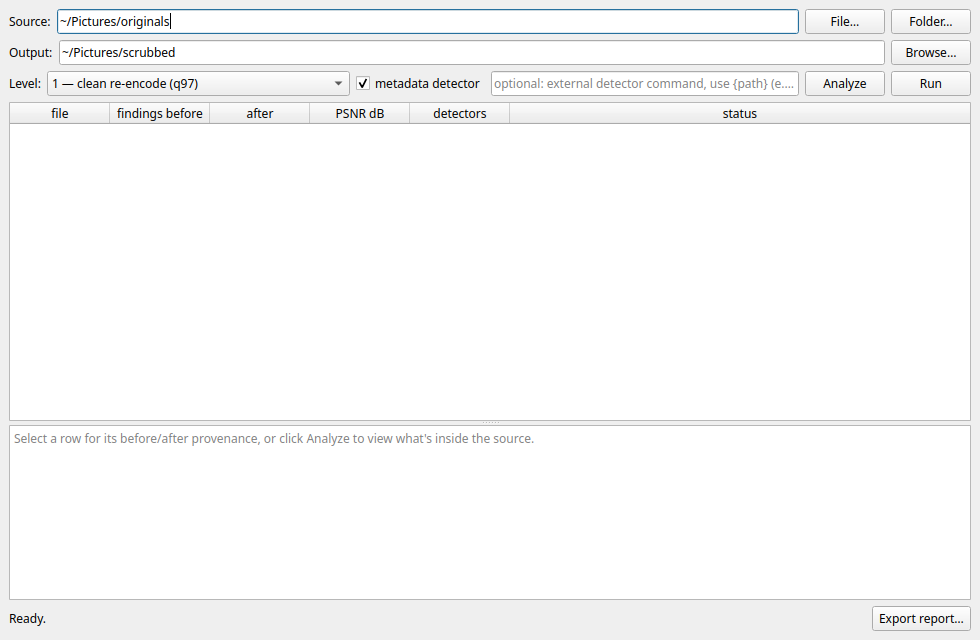 Source: ~/Pictures/originals File... Folder...
Output: ~/Pictures/scrubbed Browse...
Level: 1 — clean re-encode (q97) metadata detector optional: external detector command, use {path} (e.... Analyze Run
file findings before after PSNR dB detectors status
Select a row for its before/after provenance, or click Analyze to view what's inside the source.
Ready. Export report...